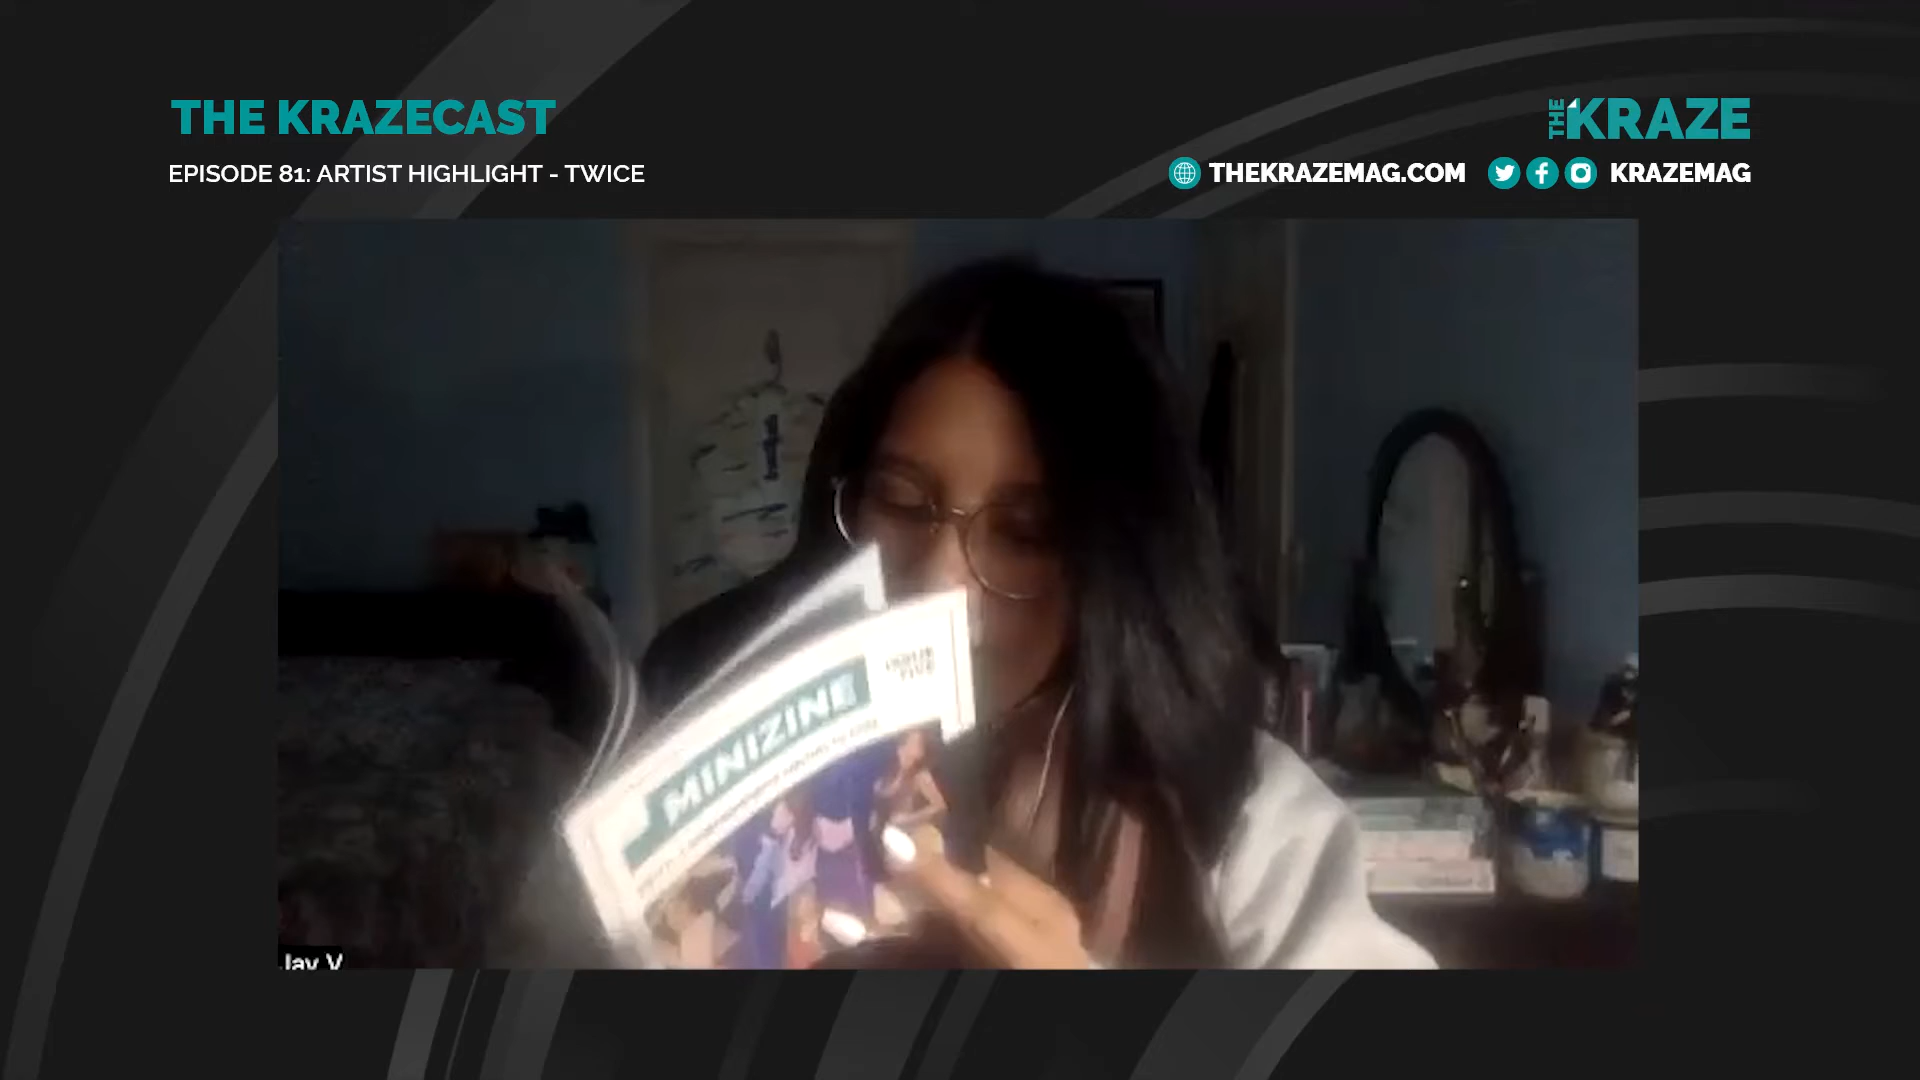 THE KRAZECAST
EPISODE 81: ARTIST HIGHLIGHT - TWICE
THE KRAZE
THEKRAZEMAG.COM
KRAZEMAG
MINIZINE
Jay V